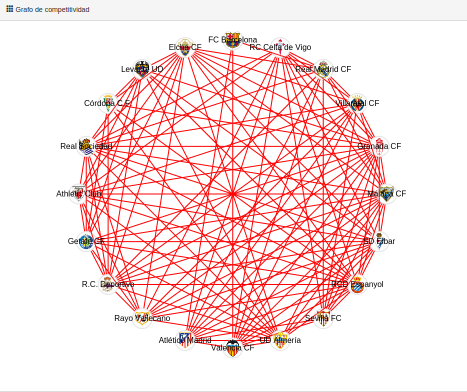 Grafo de competitividad
FC Barcelona
Elche CF
RC Celta de Vigo
Levante UD
Real Madrid CF
Córdoba C.F.
Villarreal CF
Real Sociedad
Granada CF
Athletic Club
Málaga CF
Getafe CF
SD Eibar
R.C. Deportivo
RCD Espanyol
Rayo Vallecano
Sevilla FC
Atlético Madrid
UD Almería
Valencia CF